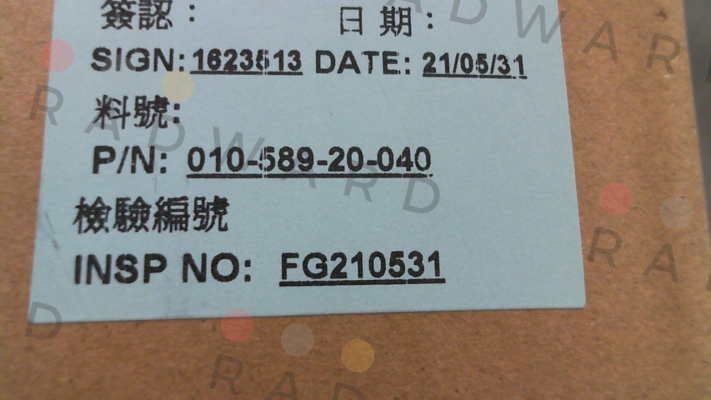 簽認： 日期：
SIGN: 1623513 DATE: 21/05/31
料號:
P/N: 010-589-20-040
檢驗編號
INSP NO: FG210531
RADWARD